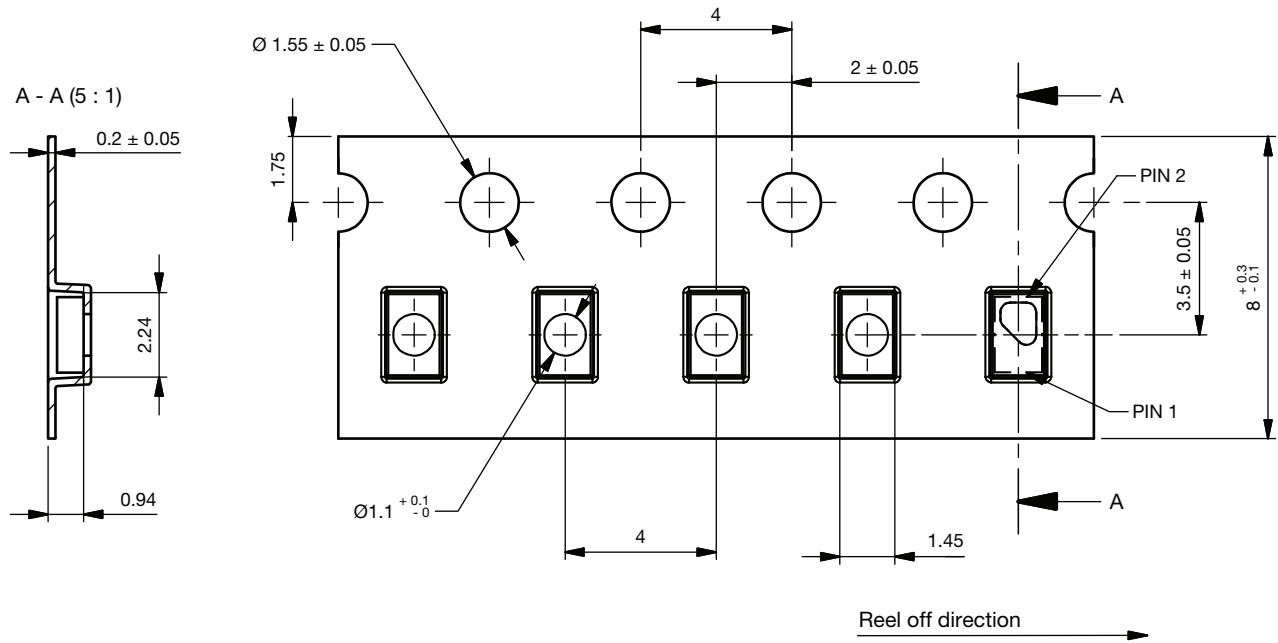 4
Ø 1.55 ± 0.05
2 ± 0.05
A - A (5 : 1)
A
0.2 ± 0.05
1.75
PIN 2
3.5 ± 0.05
8 +0.3 -0.1
2.24
PIN 1
0.94
A
Ø1.1 + 0.1 - 0
4
1.45
Reel off direction